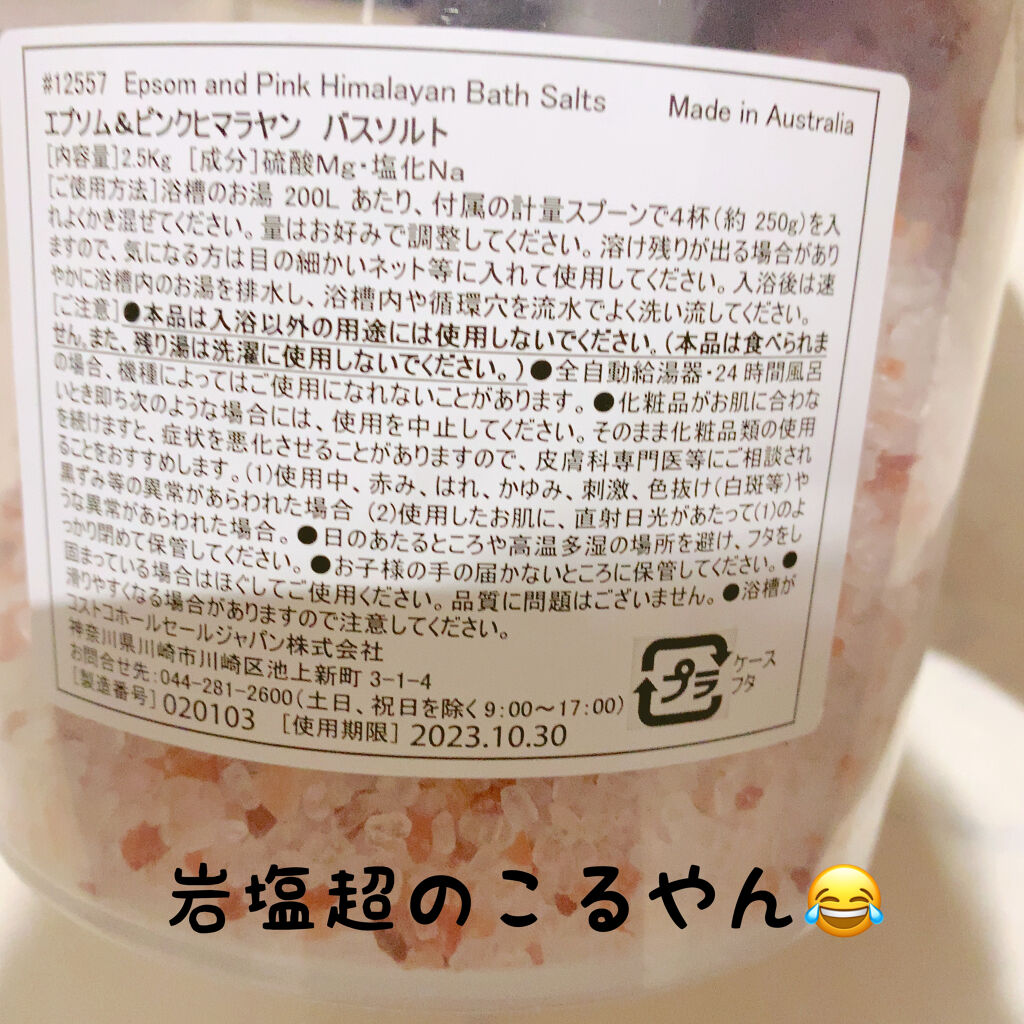 #12557 Epsom and Pink Himalayan Bath Salts
Made in Australia
エプソム&ピンクヒマラヤン バスソルト
[内容量]2.5Kg [成分]硫酸Mg・塩化Na
[ご使用方法]浴槽のお湯 200L あたり、付属の計量スプーンで4杯(約 250g)を入
れよくかき混ぜてください。量はお好みで調整してください。溶け残りが出る場合があり
ますので、気になる方は目の細かいネット等に入れて使用してください。入浴後は速
やかに浴槽内のお湯を排水し、浴槽内や循環穴を流水でよく洗い流してください。
[ご注意]●本品は入浴以外の用途には使用しないでください。(本品は食べられま
せん。また、残り湯は洗濯に使用しないでください。)●全自動給湯器・24時間風呂
の場合、機種によってはご使用になれないことがあります。●化粧品がお肌に合わな
いとき即ち次のような場合には、使用を中止してください。そのまま化粧品類の使用
を続けますと、症状を悪化させることがありますので、皮膚科専門医等にご相談され
ることをおすすめします。(1)使用中、赤み、はれ、かゆみ、刺激、色抜け(白斑等)や
黒ずみ等の異常があらわれた場合 (2)使用したお肌に、直射日光があたって(1)のよ
うな異常があらわれた場合。●日のあたるところや高温多湿の場所を避け、フタをし
っかり閉めて保管してください。●お子様の手の届かないところに保管してください。●
固まっている場合はほぐしてご使用ください。品質に問題はございません。●浴槽が
滑りやすくなる場合がありますので注意してください。
コストコホールセールジャパン株式会社
神奈川県川崎市川崎区池上新町 3-1-4
お問合せ先:044-281-2600(土日、祝日を除く9:00～17:00)
[製造番号] 020103 [使用期限] 2023.10.30
プラ
ケース
フタ
岩塩超のこるやん😂